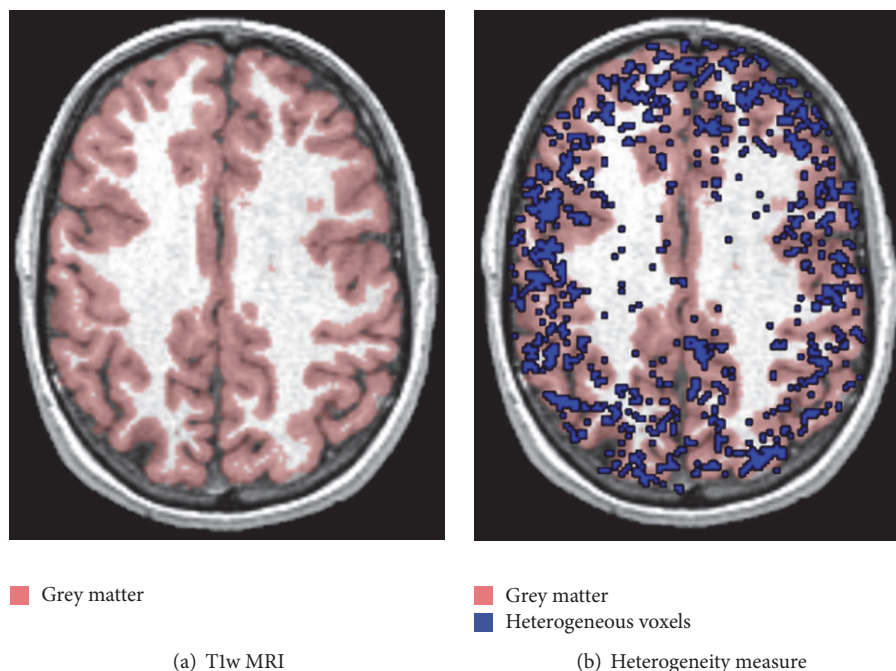 Grey matter
Grey matter
Heterogeneous voxels
(a) T1w MRI
(b) Heterogeneity measure